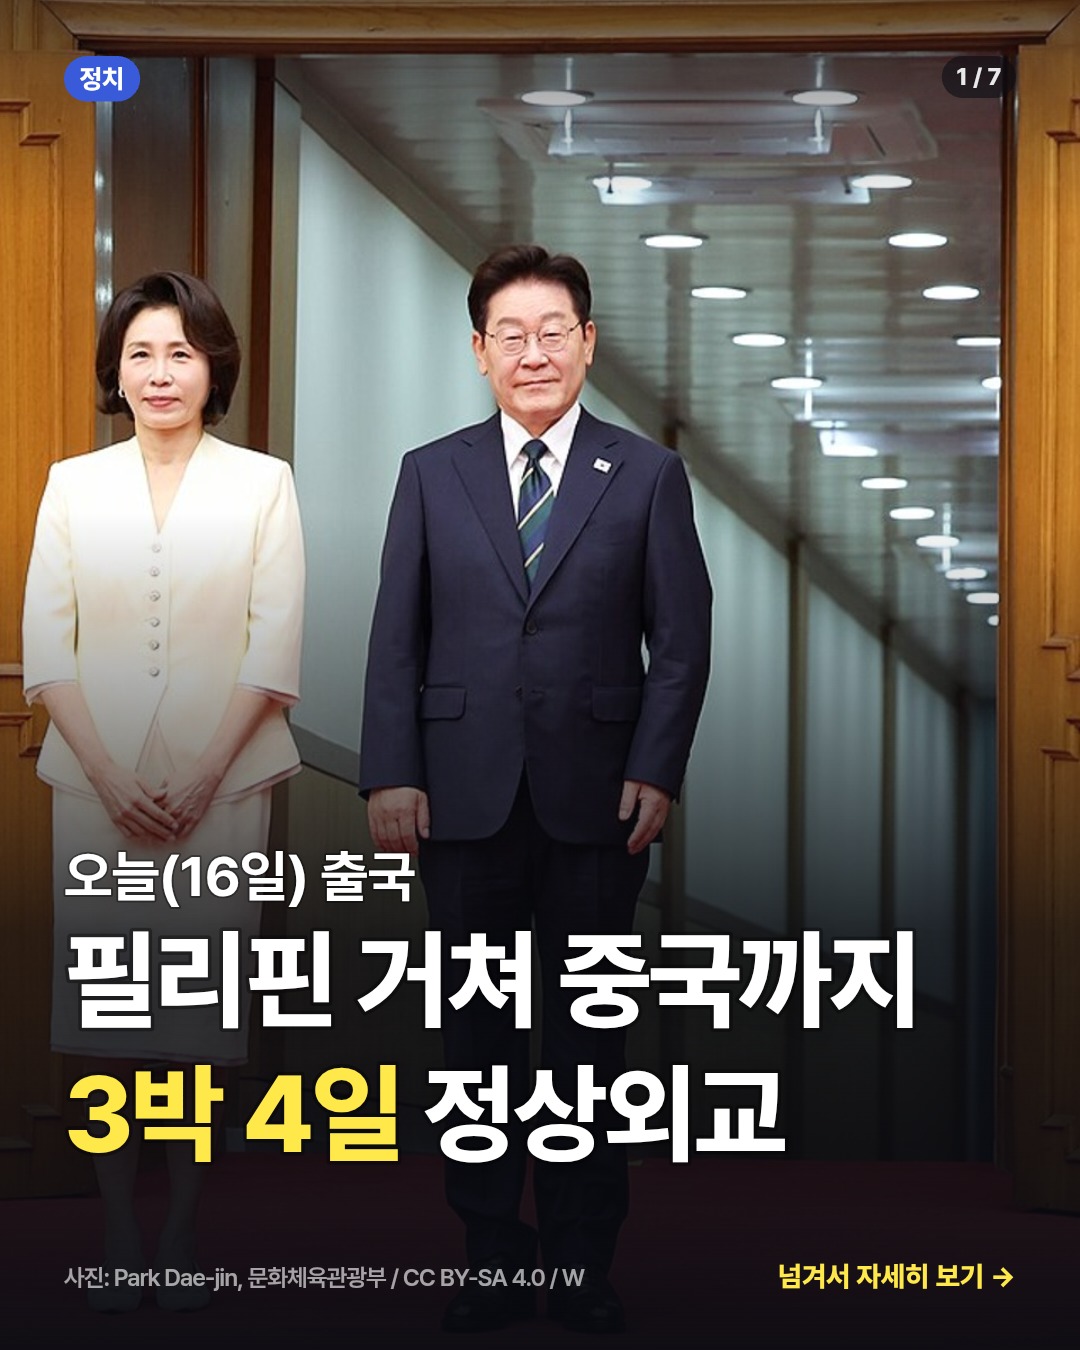 정치
1 / 7
오늘(16일) 출국
필리핀 거쳐 중국까지
3박 4일 정상외교
사진: Park Dae-jin, 문화체육관광부 / CC BY-SA 4.0 / W
넘겨서 자세히 보기 →